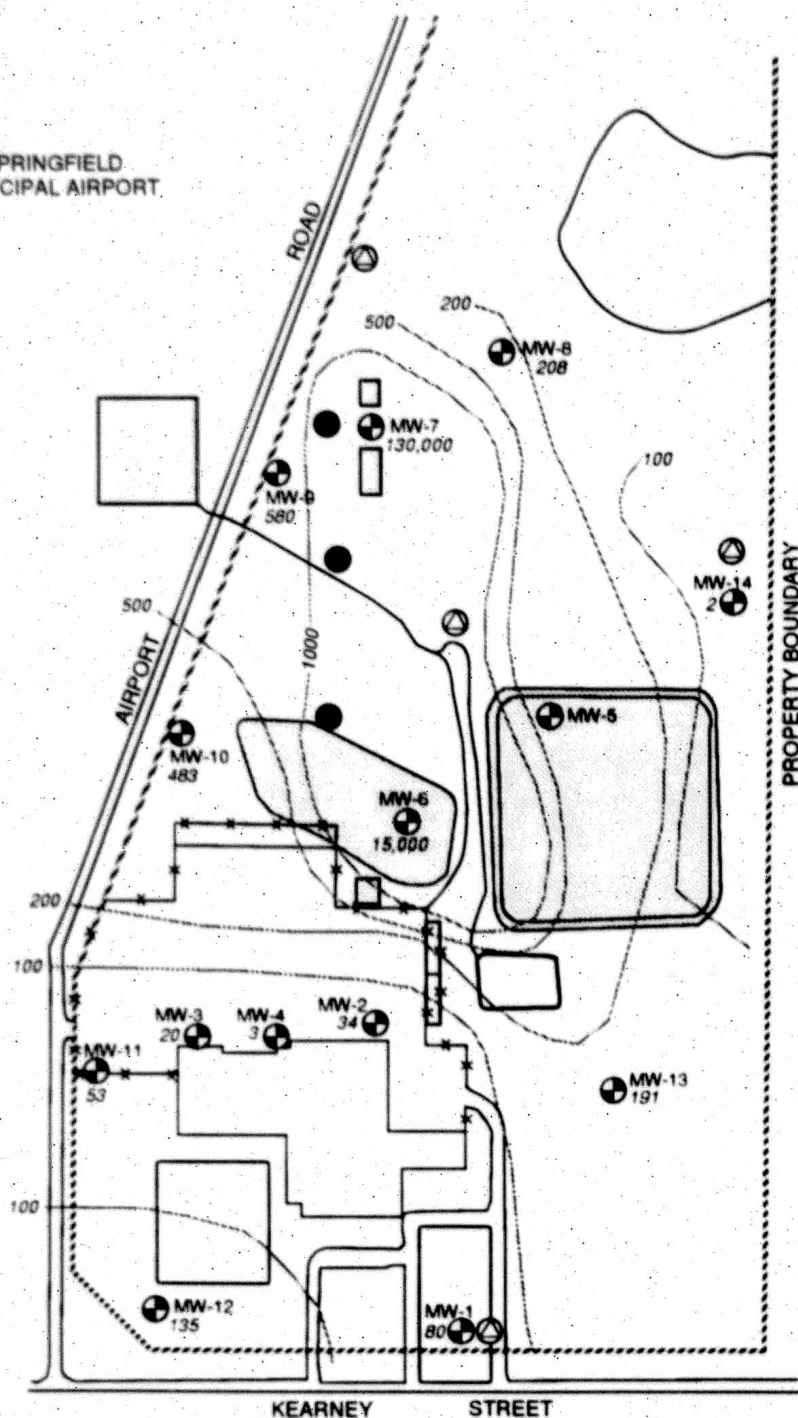 PRINGFIELD
CIPAL AIRPORT
ROAD
200
500
MW-8
208
MW-7
130,000
100
MW-9
580
MW-14
2
500
1000
PROPERTY BOUNDARY
AIRPORT
MW-5
MW-10
483
MW-6
15,000
200
100
MW-3
20
MW-4
3
MW-2
34
MW-11
53
MW-13
191
100
MW-12
135
MW-1
80
KEARNEY STREET